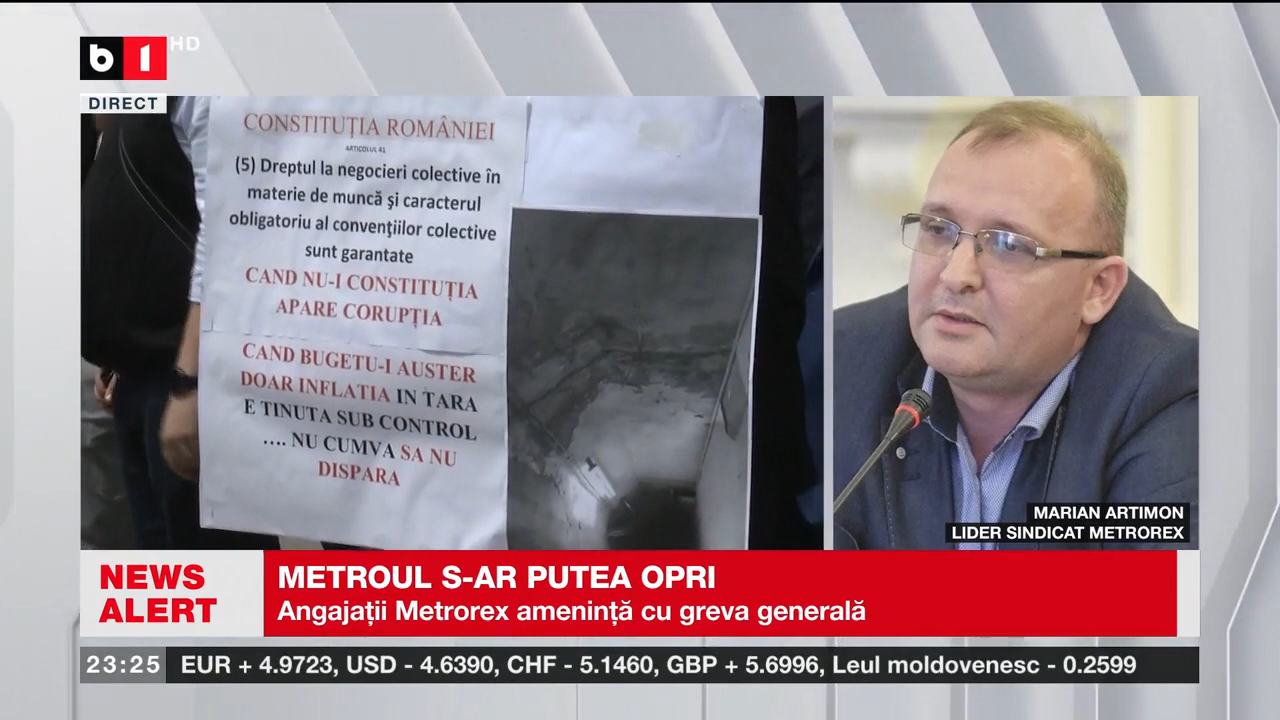 b1 HD
DIRECT
CONSTITUȚIA ROMÂNIEI
ARTICOLUL 41
(5) Dreptul la negocieri colective în
materie de muncă şi caracterul
obligatoriu al convenţiilor colective
sunt garantate
CAND NU-I CONSTITUȚIA
APARE CORUPȚIA
CAND BUGETU-I AUSTER
DOAR INFLATIA IN TARA
E TINUTA SUB CONTROL
.... NU CUMVA SA NU
DISPARA
MARIAN ARTIMON
LIDER SINDICAT METROREX
NEWS
ALERT
METROUL S-AR PUTEA OPRI
Angajații Metrorex amenință cu greva generală
23:25 EUR + 4.9723, USD - 4.6390, CHF - 5.1460, GBP + 5.6996, Leul moldovenesc - 0.2599